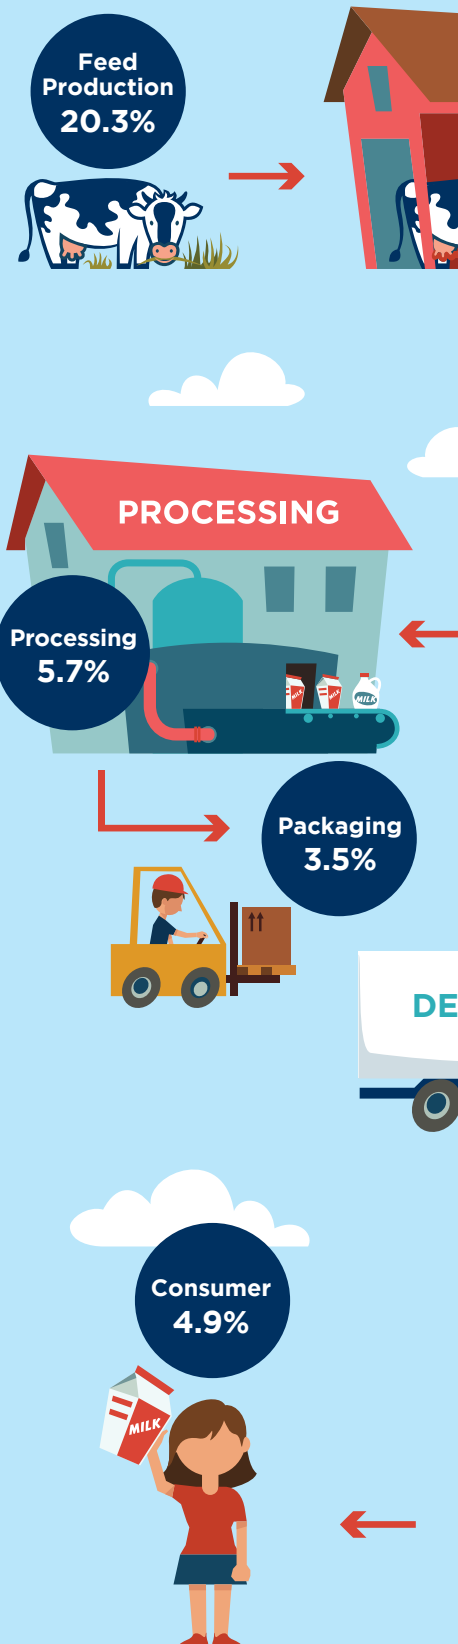 Feed
Production
20.3%
PROCESSING
Processing
5.7%
MILK
MILK
MILK
Packaging
3.5%
DE
Consumer
4.9%
MILK